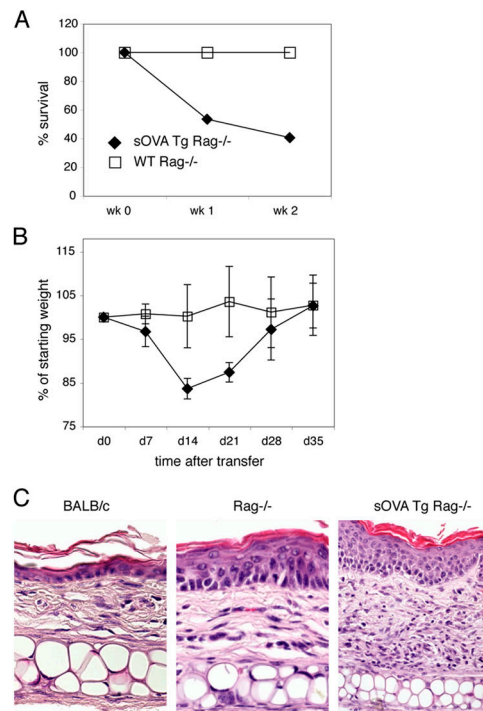 A
120
100
80
60
40
20
0
% survival
sOVA Tg Rag-/-
WT Rag-/-
wk 0 wk 1 wk 2
B
115
105
95
85
75
% of starting weight
d0 d7 d14 d21 d28 d35
time after transfer
C
BALB/c Rag-/- sOVA Tg Rag-/-